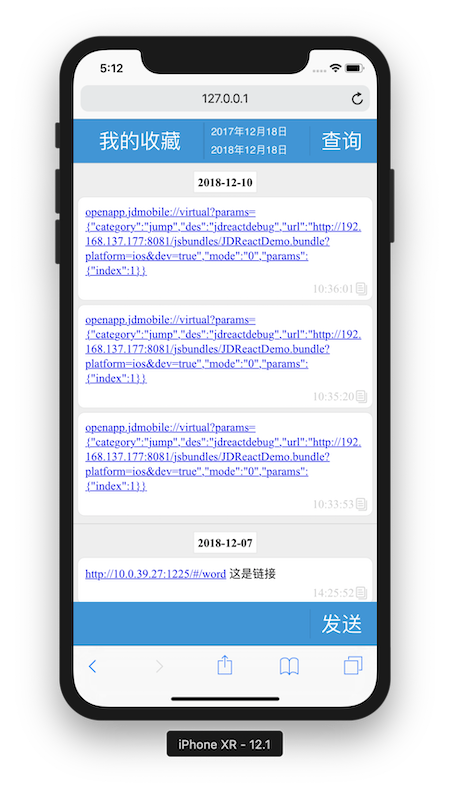 5:12
127.0.0.1
我的收藏
2017年12月18日
2018年12月18日
查询
2018-12-10
openapp.jdmobile://virtual?params=
{"category":"jump","des":"jdreactdebug","url":"http://192.
168.137.177:8081/jsbundles/JDReactDemo.bundle?
platform=ios&dev=true","mode":"0","params":
{"index":1}}
10:36:01
openapp.jdmobile://virtual?params=
{"category":"jump","des":"jdreactdebug","url":"http://192.
168.137.177:8081/jsbundles/JDReactDemo.bundle?
platform=ios&dev=true","mode":"0","params":
{"index":1}}
10:35:20
openapp.jdmobile://virtual?params=
{"category":"jump","des":"jdreactdebug","url":"http://192.
168.137.177:8081/jsbundles/JDReactDemo.bundle?
platform=ios&dev=true","mode":"0","params":
{"index":1}}
10:33:53
2018-12-07
http://10.0.39.27:1225/#/word 这是链接
14:25:52
发送
iPhone XR - 12.1